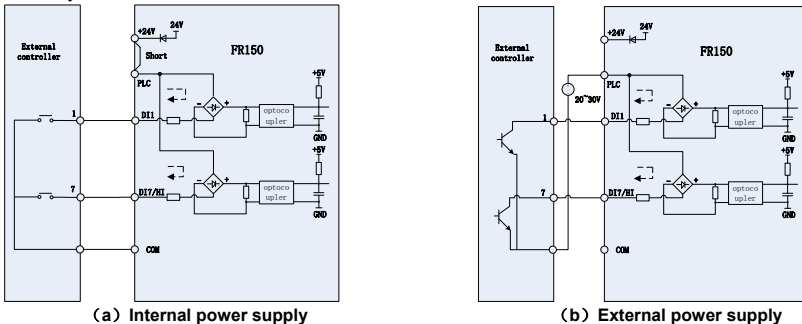 External
controller
+24V
24V
Short
FR150
PLC
+5V
1
DI1
-
+
optoco
upler
GND
+5V
7
DI7/HI
-
+
optoco
upler
GND
COM
(a) Internal power supply
External
controller
+24V
24V
FR150
PLC
20~30V
+5V
1
DI1
-
+
optoco
upler
GND
+5V
7
DI7/HI
-
+
optoco
upler
GND
COM
(b) External power supply